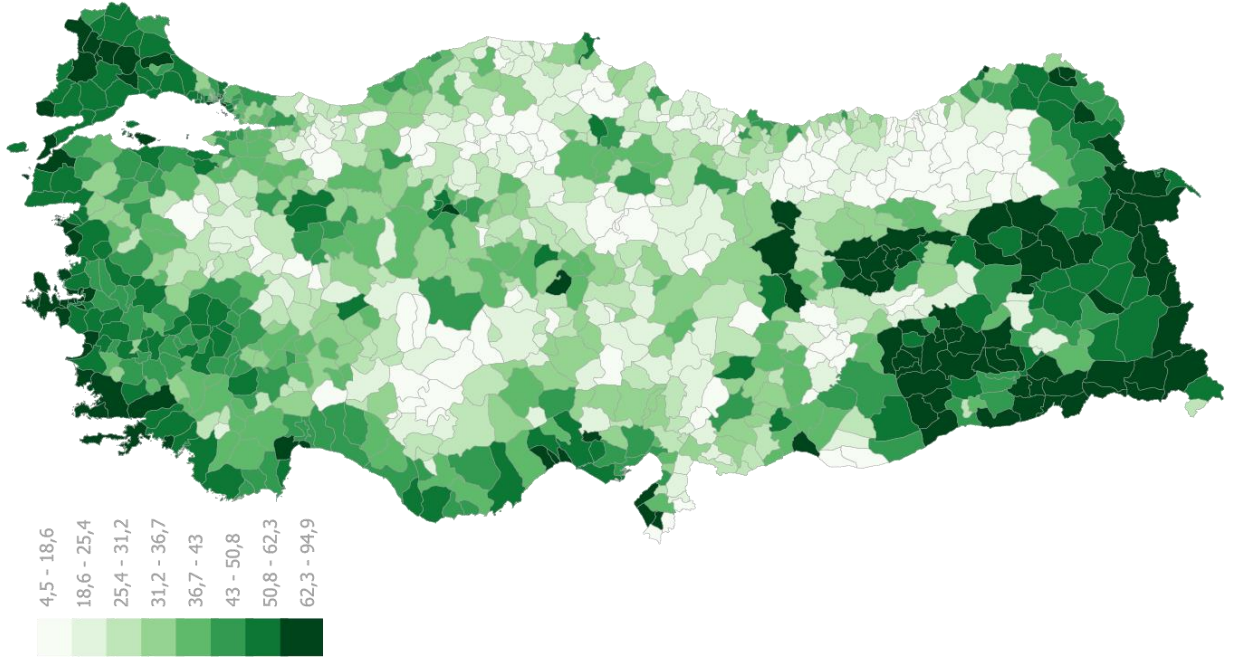 4,5 - 18,6
18,6 - 25,4
25,4 - 31,2
31,2 - 36,7
36,7 - 43
43 - 50,8
50,8 - 62,3
62,3 - 94,9